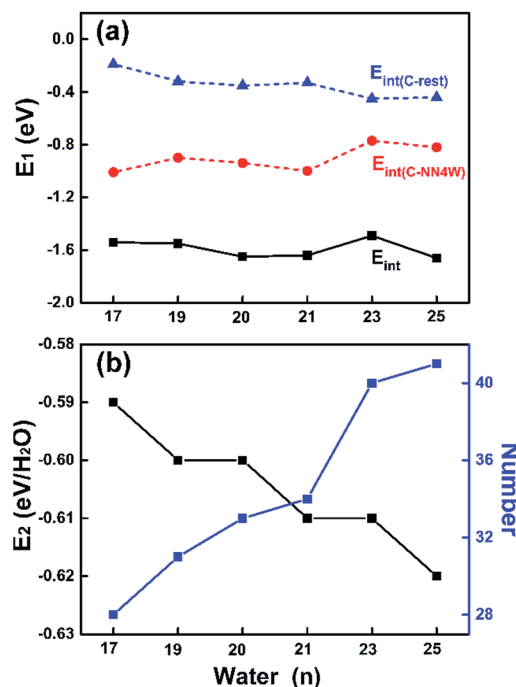 (a)
E1 (eV)
0.0
-0.4
-0.8
-1.2
-1.6
-2.0
Eint(C-rest)
Eint(C-NN4W)
Eint
17 19 20 21 23 25
(b)
E2 (eV/H2O)
-0.58
-0.59
-0.60
-0.61
-0.62
-0.63
40
36
32
28
Number
17 19 20 21 23 25
Water (n)